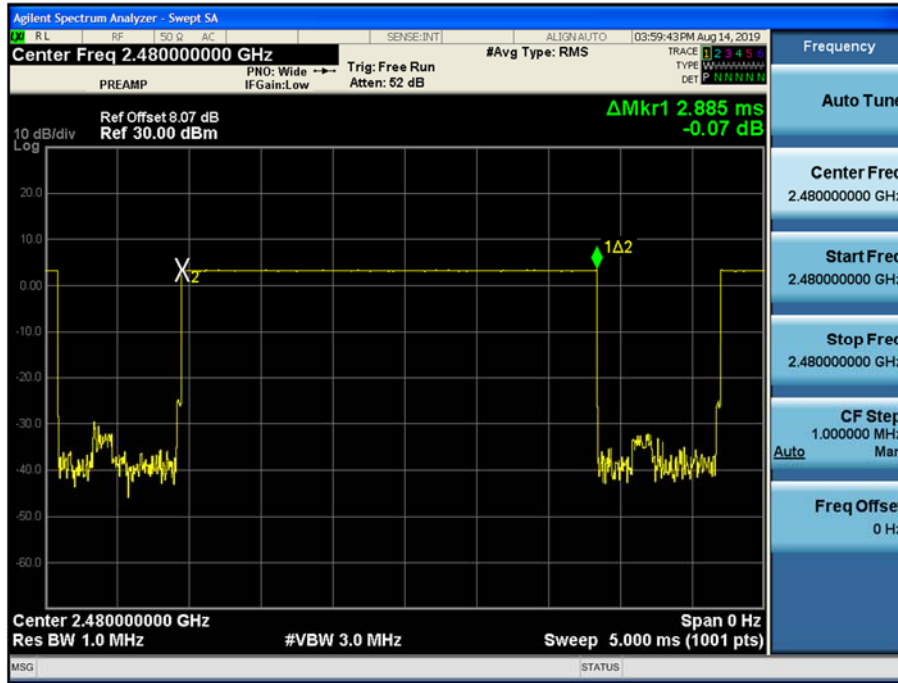 Agilent Spectrum Analyzer - Swept SA
LXI RL RF 50 Ω AC SENSE:INT ALIGN AUTO 03:59:43 PM Aug 14, 2019
Center Freq 2.480000000 GHz #Avg Type: RMS TRACE 1 2 3 4 5 6 Frequency
PNO: Wide Trig: Free Run TYPE WWWWWW
PREAMP IFGain:Low Atten: 52 dB DET P N N N N N
Auto Tune
Ref Offset 8.07 dB ΔMkr1 2.885 ms
10 dB/div Ref 30.00 dBm -0.07 dB
Log
Center Freq
2.480000000 GHz
20.0
10.0
1Δ2
Start Freq
2.480000000 GHz
2
0.00
-10.0
Stop Freq
2.480000000 GHz
-20.0
-30.0
CF Step
1.000000 MHz
Auto Man
-40.0
-50.0
Freq Offset
0 Hz
-60.0
Center 2.480000000 GHz Span 0 Hz
Res BW 1.0 MHz #VBW 3.0 MHz Sweep 5.000 ms (1001 pts)
MSG STATUS